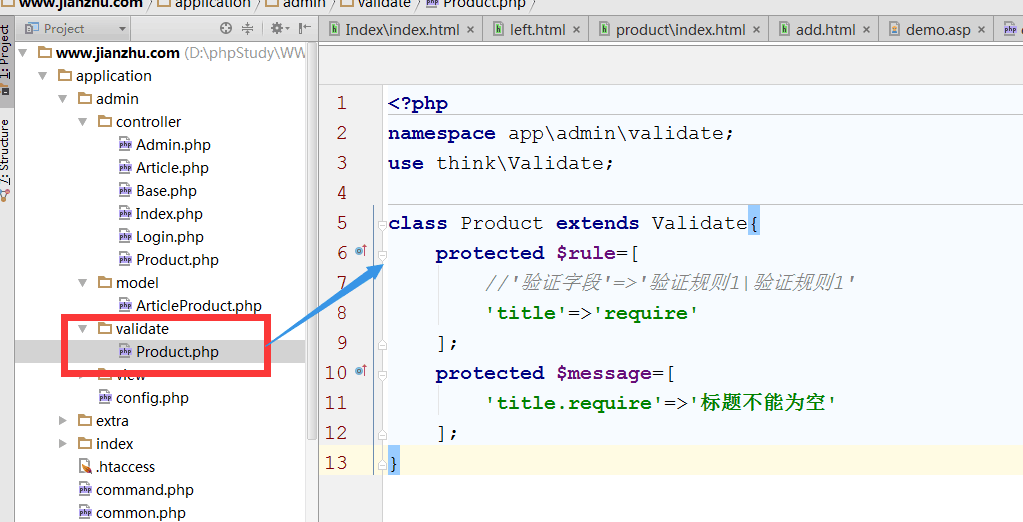 www.jianzhu.com application admin validate Product.php
Project
Index\index.html left.html product\index.html add.html demo.asp
1: Project
7: Structure
www.jianzhu.com (D:\phpStudy\WW
application
admin
controller
Admin.php
Article.php
Base.php
Index.php
Login.php
Product.php
model
ArticleProduct.php
validate
Product.php
view
config.php
extra
index
.htaccess
command.php
common.php
1 <?php
2 namespace app\admin\validate;
3 use think\Validate;
4
5 class Product extends Validate{
6 protected $rule=[
7 //'验证字段'=>'验证规则1|验证规则1'
8 'title'=>'require'
9 ];
10 protected $message=[
11 'title.require'=>'标题不能为空'
12 ];
13 }